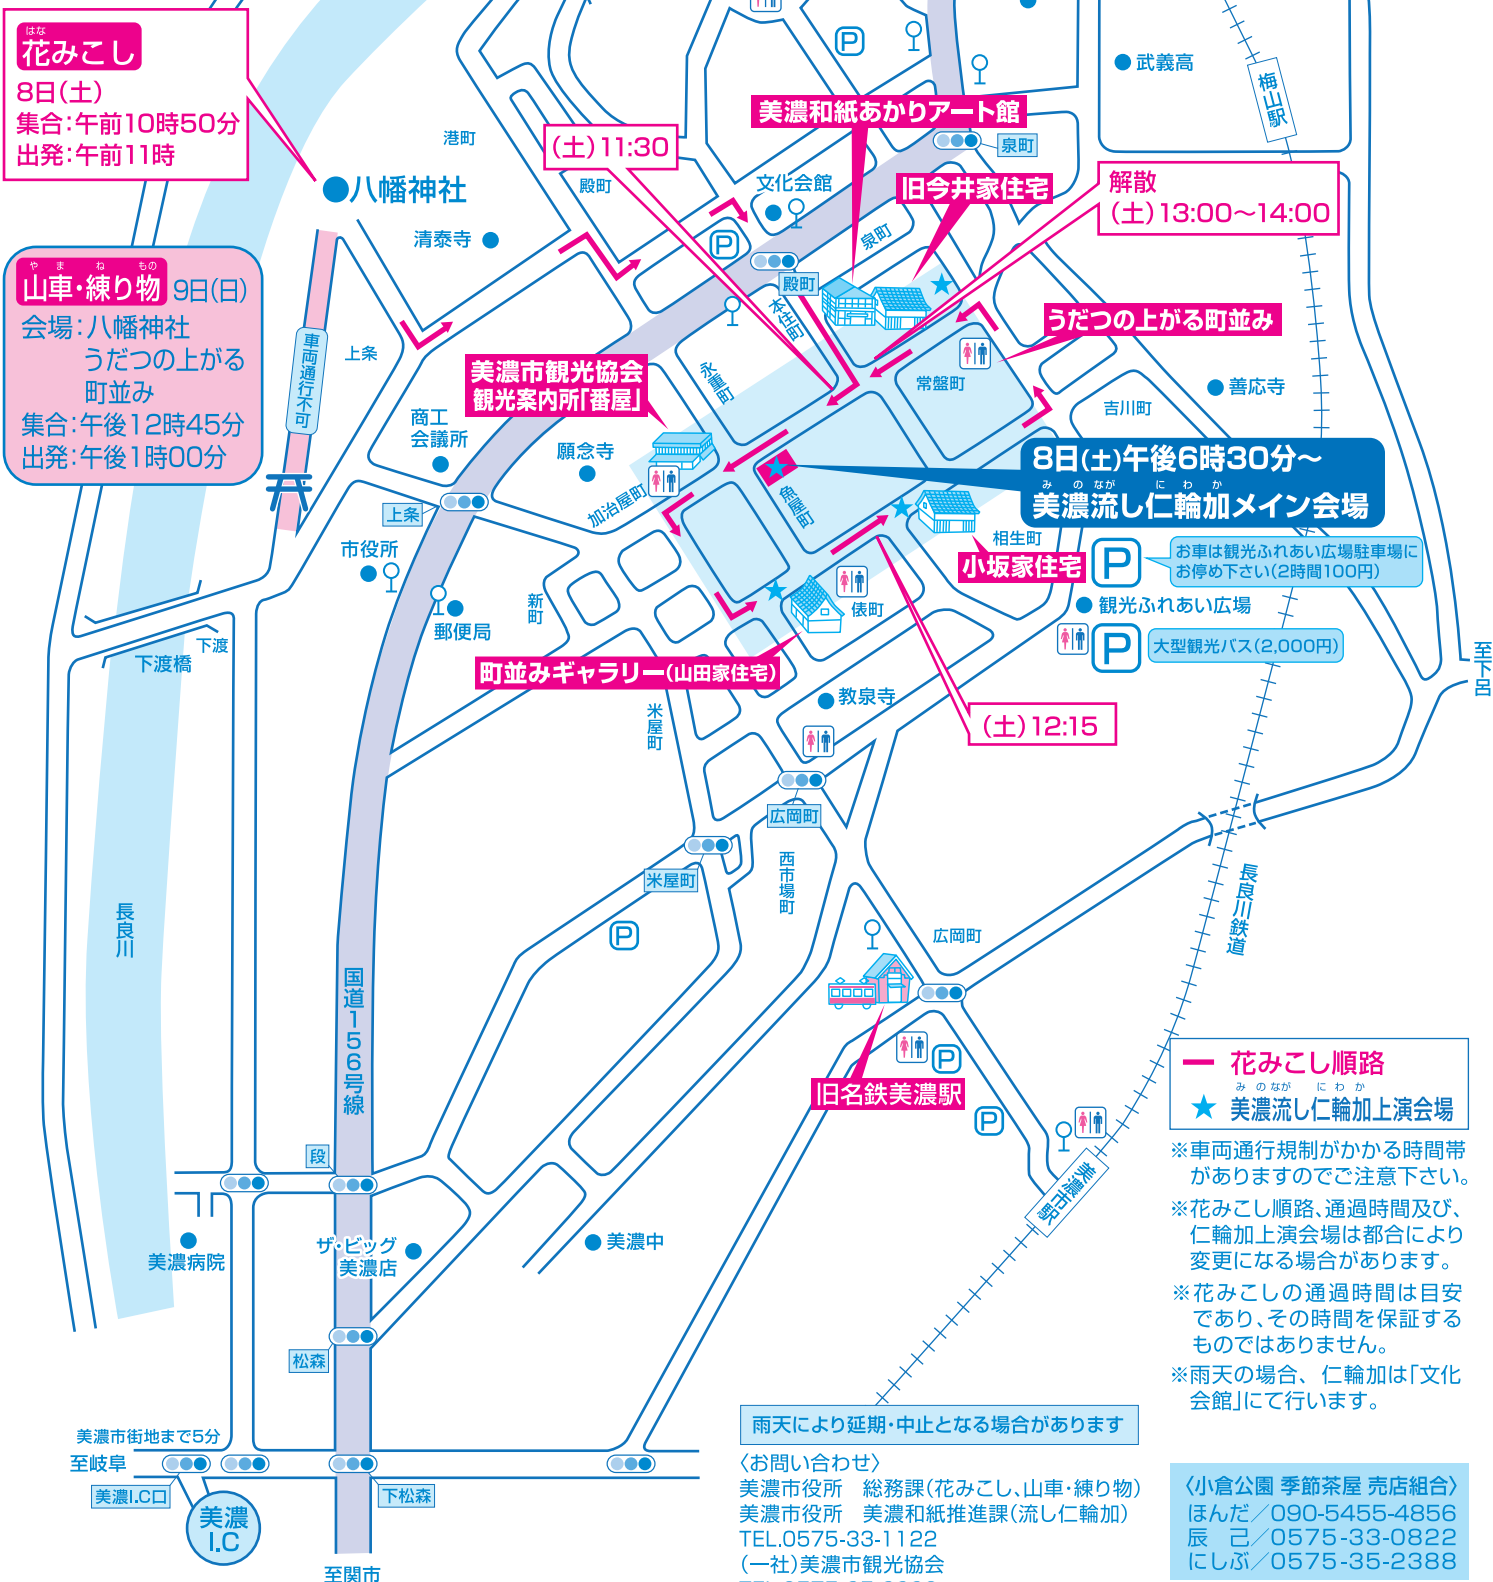 はな
花みこし
8日(土)
集合:午前10時50分
出発:午前11時
八幡神社
やま ね もの
山車・練り物 9日(日)
会場:八幡神社
うだつの上がる
町並み
集合:午後12時45分
出発:午後1時00分
車両通行不可
港町
殿町
清泰寺
上条
(土)11:30
文化会館
美濃和紙あかりアート館
泉町
武義高
梅山駅
旧今井家住宅
解散
(土)13:00〜14:00
泉町
殿町
本住町
うだつの上がる町並み
常盤町
永重町
美濃市観光協会
観光案内所「番屋」
商工
会議所
願念寺
加治屋町
魚屋町
吉川町
善応寺
8日(土)午後6時30分〜
み の なが に わ か
美濃流し仁輪加メイン会場
上条
市役所
郵便局
新町
相生町
小坂家住宅
P
お車は観光ふれあい広場駐車場に
お停め下さい(2時間100円)
観光ふれあい広場
P
大型観光バス(2,000円)
俵町
町並みギャラリー(山田家住宅)
下渡
下渡橋
至下呂
米屋町
教泉寺
(土)12:15
広岡町
米屋町
西市場町
広岡町
長良川鉄道
長良川
国道156号線
P
P
P
P
P
旧名鉄美濃駅
美濃市駅
段
美濃病院
ザ・ビッグ
美濃店
美濃中
松森
美濃市街地まで5分
至岐阜
美濃I.C口
美濃
I.C
下松森
至関市
花みこし順路
み の なが に わ か
美濃流し仁輪加上演会場
※車両通行規制がかかる時間帯
がありますのでご注意下さい。
※花みこし順路、通過時間及び、
仁輪加上演会場は都合により
変更になる場合があります。
※花みこしの通過時間は目安
であり、その時間を保証する
ものではありません。
※雨天の場合、仁輪加は「文化
会館」にて行います。
雨天により延期・中止となる場合があります
〈お問い合わせ〉
美濃市役所 総務課(花みこし、山車・練り物)
美濃市役所 美濃和紙推進課(流し仁輪加)
TEL.0575-33-1122
(一社)美濃市観光協会
〈小倉公園 季節茶屋 売店組合〉
ほんだ／090-5455-4856
辰 己／0575-33-0822
にしぶ／0575-35-2388